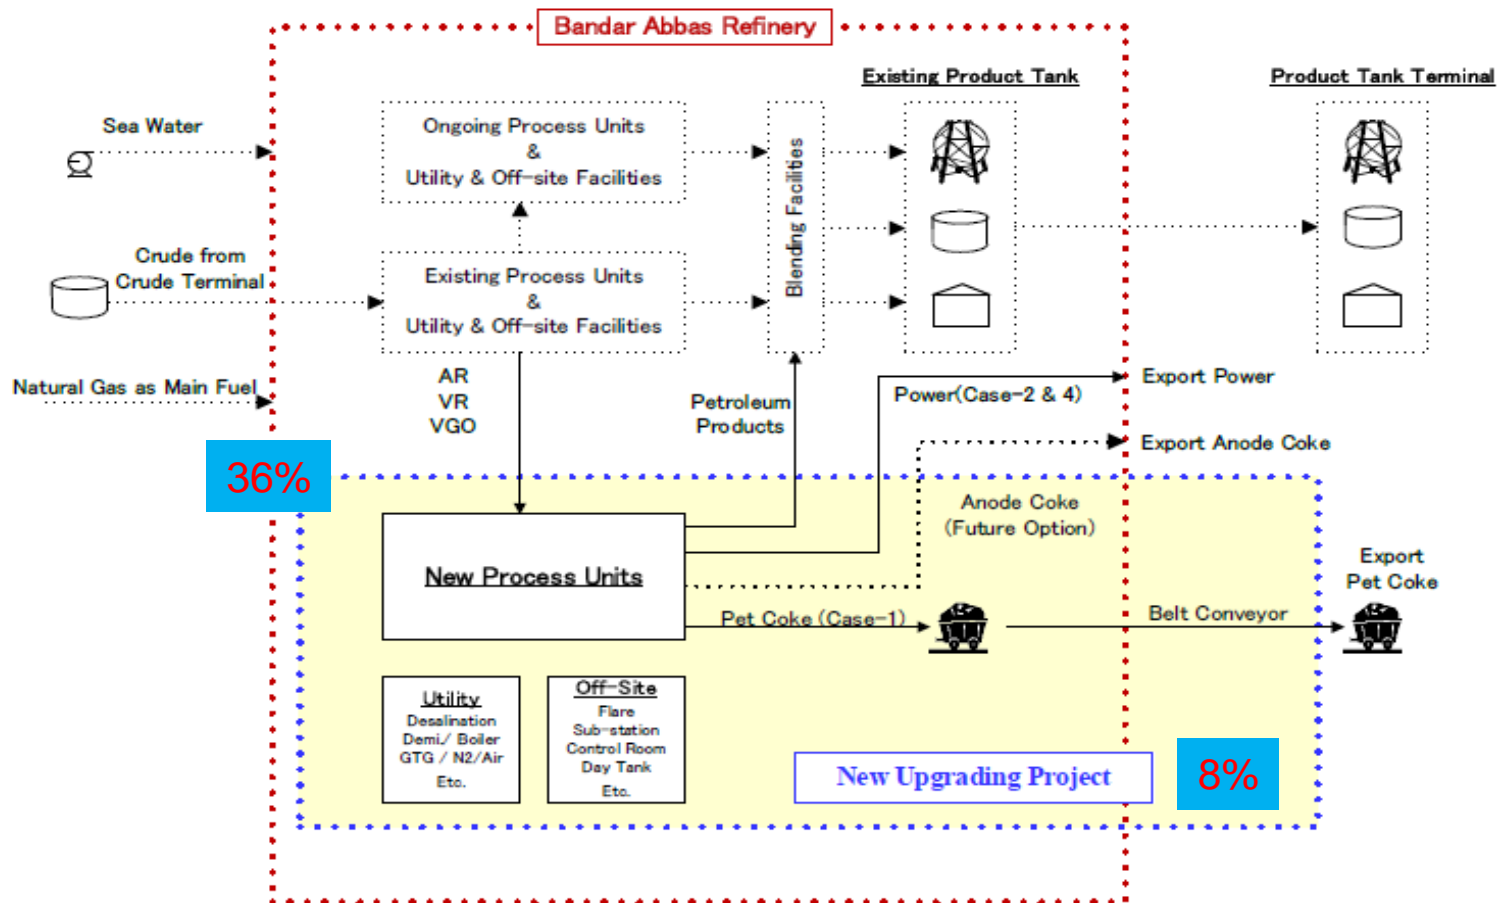 Bandar Abbas Refinery
Existing Product Tank
Product Tank Terminal
Sea Water
Ongoing Process Units
&
Utility & Off-site Facilities
Blending Facilities
Crude from
Crude Terminal
Existing Process Units
&
Utility & Off-site Facilities
Natural Gas as Main Fuel
AR
VR
VGO
Petroleum
Products
Power(Case-2 & 4)
Export Power
Export Anode Coke
36%
Anode Coke
(Future Option)
New Process Units
Export
Pet Coke
Pet Coke (Case-1)
Belt Conveyor
Utility
Desalination
Demi./ Boiler
GTG / N2/Air
Etc.
Off-Site
Flare
Sub-station
Control Room
Day Tank
Etc.
New Upgrading Project
8%